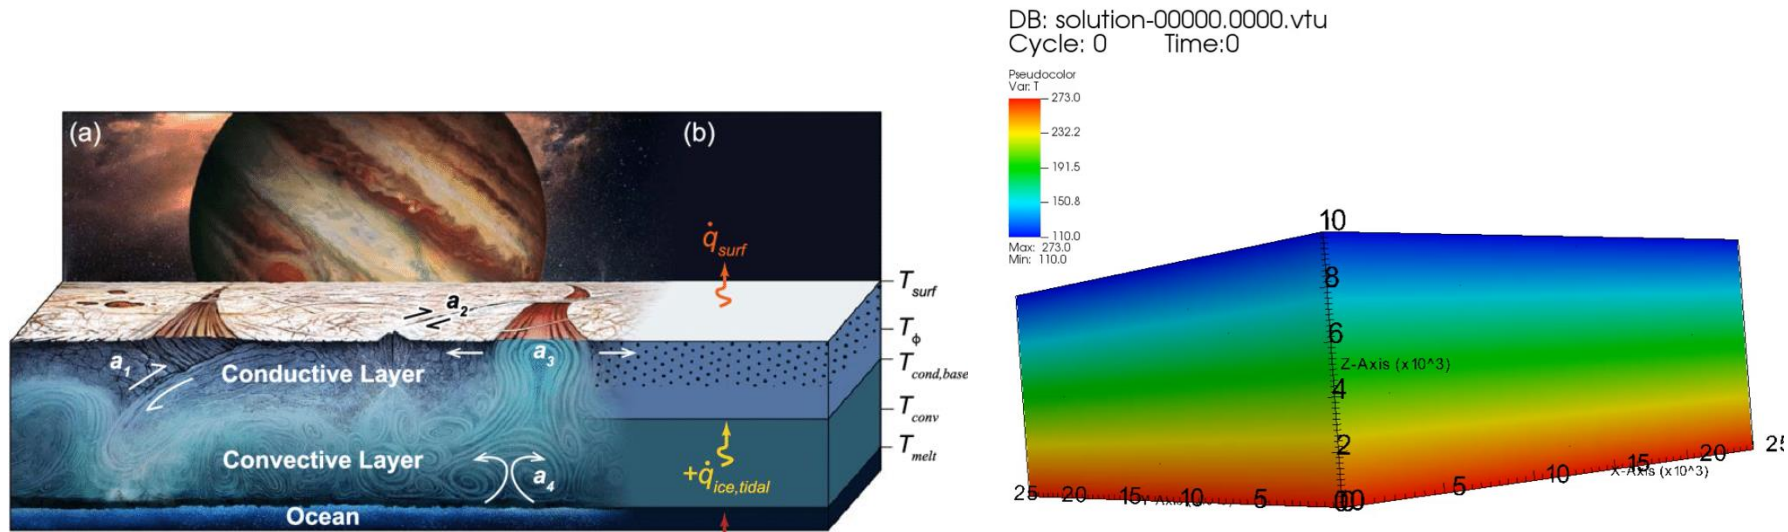 (a)
(b)
q̇surf
Tsurf
Tϕ
Tcond,base
Tconv
Tmelt
a1
a2
a3
a4
Conductive Layer
Convective Layer
+q̇ice,tidal
Ocean
DB: solution-00000.0000.vtu
Cycle: 0 Time:0
Pseudocolor
Var: T
273.0
232.2
191.5
150.8
110.0
Max: 273.0
Min: 110.0
10
8
6
Z-Axis (x10^3)
4
2
25 20 15 10 5
5 10 15 20 25
X-Axis (x10^3)